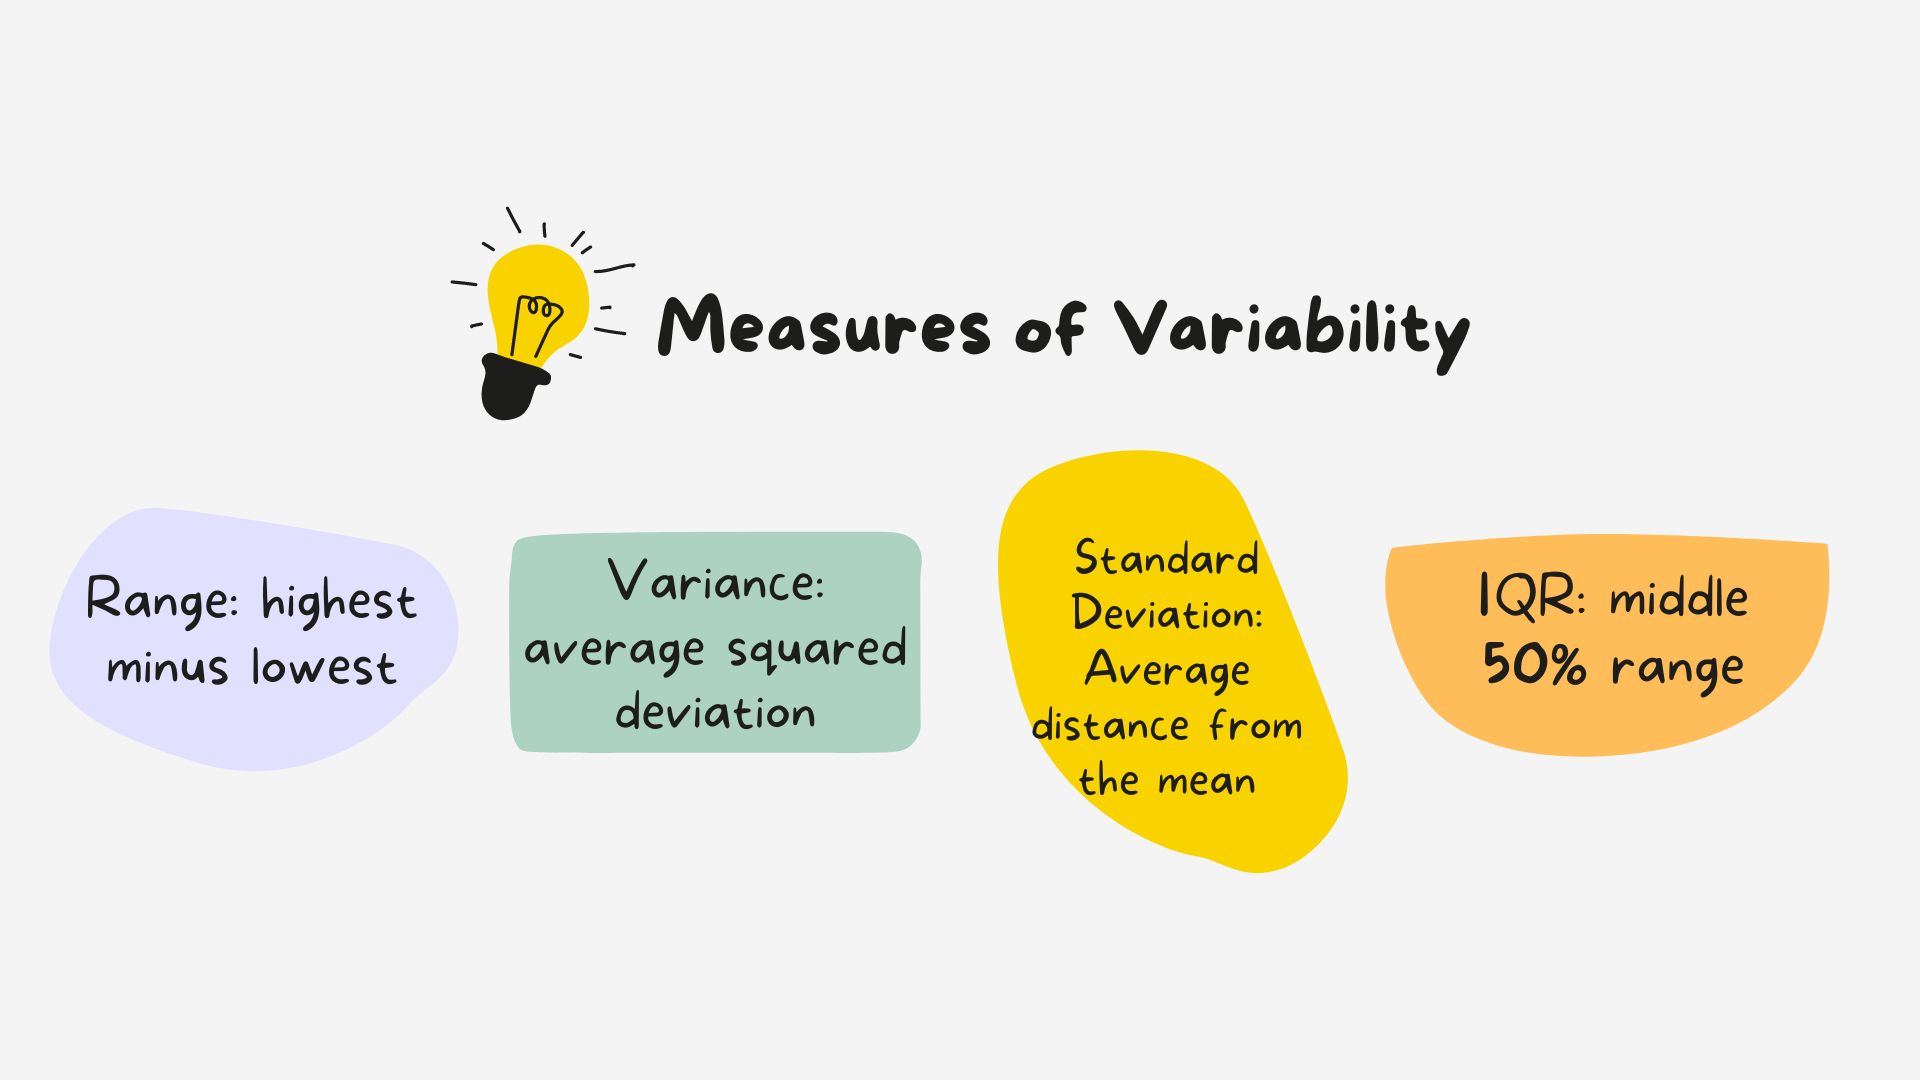 Measures of Variability
Range: highest
minus lowest
Variance:
average squared
deviation
Standard
Deviation:
Average
distance from
the mean
IQR: middle
50% range